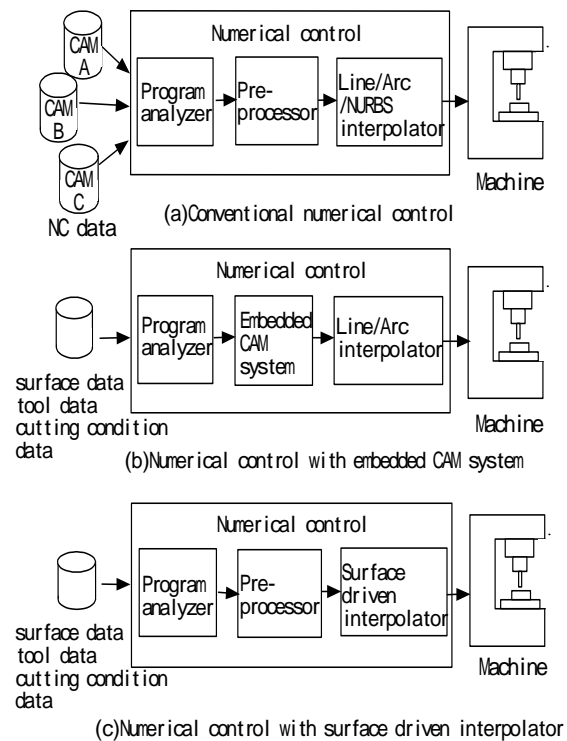 CAM
A
CAM
B
CAM
C
NC data
Numerical control
Program
analyzer
Pre-
processor
Line/Arc
/NURBS
interpolator
Machine
(a)Conventional numerical control
Numerical control
Program
analyzer
Embedded
CAM
system
Line/Arc
interpolator
surface data
tool data
cutting condition
data
Machine
(b)Numerical control with embedded CAM system
Numerical control
Program
analyzer
Pre-
processor
Surface
driven
interpolator
surface data
tool data
cutting condition
data
Machine
(c)Numerical control with surface driven interpolator